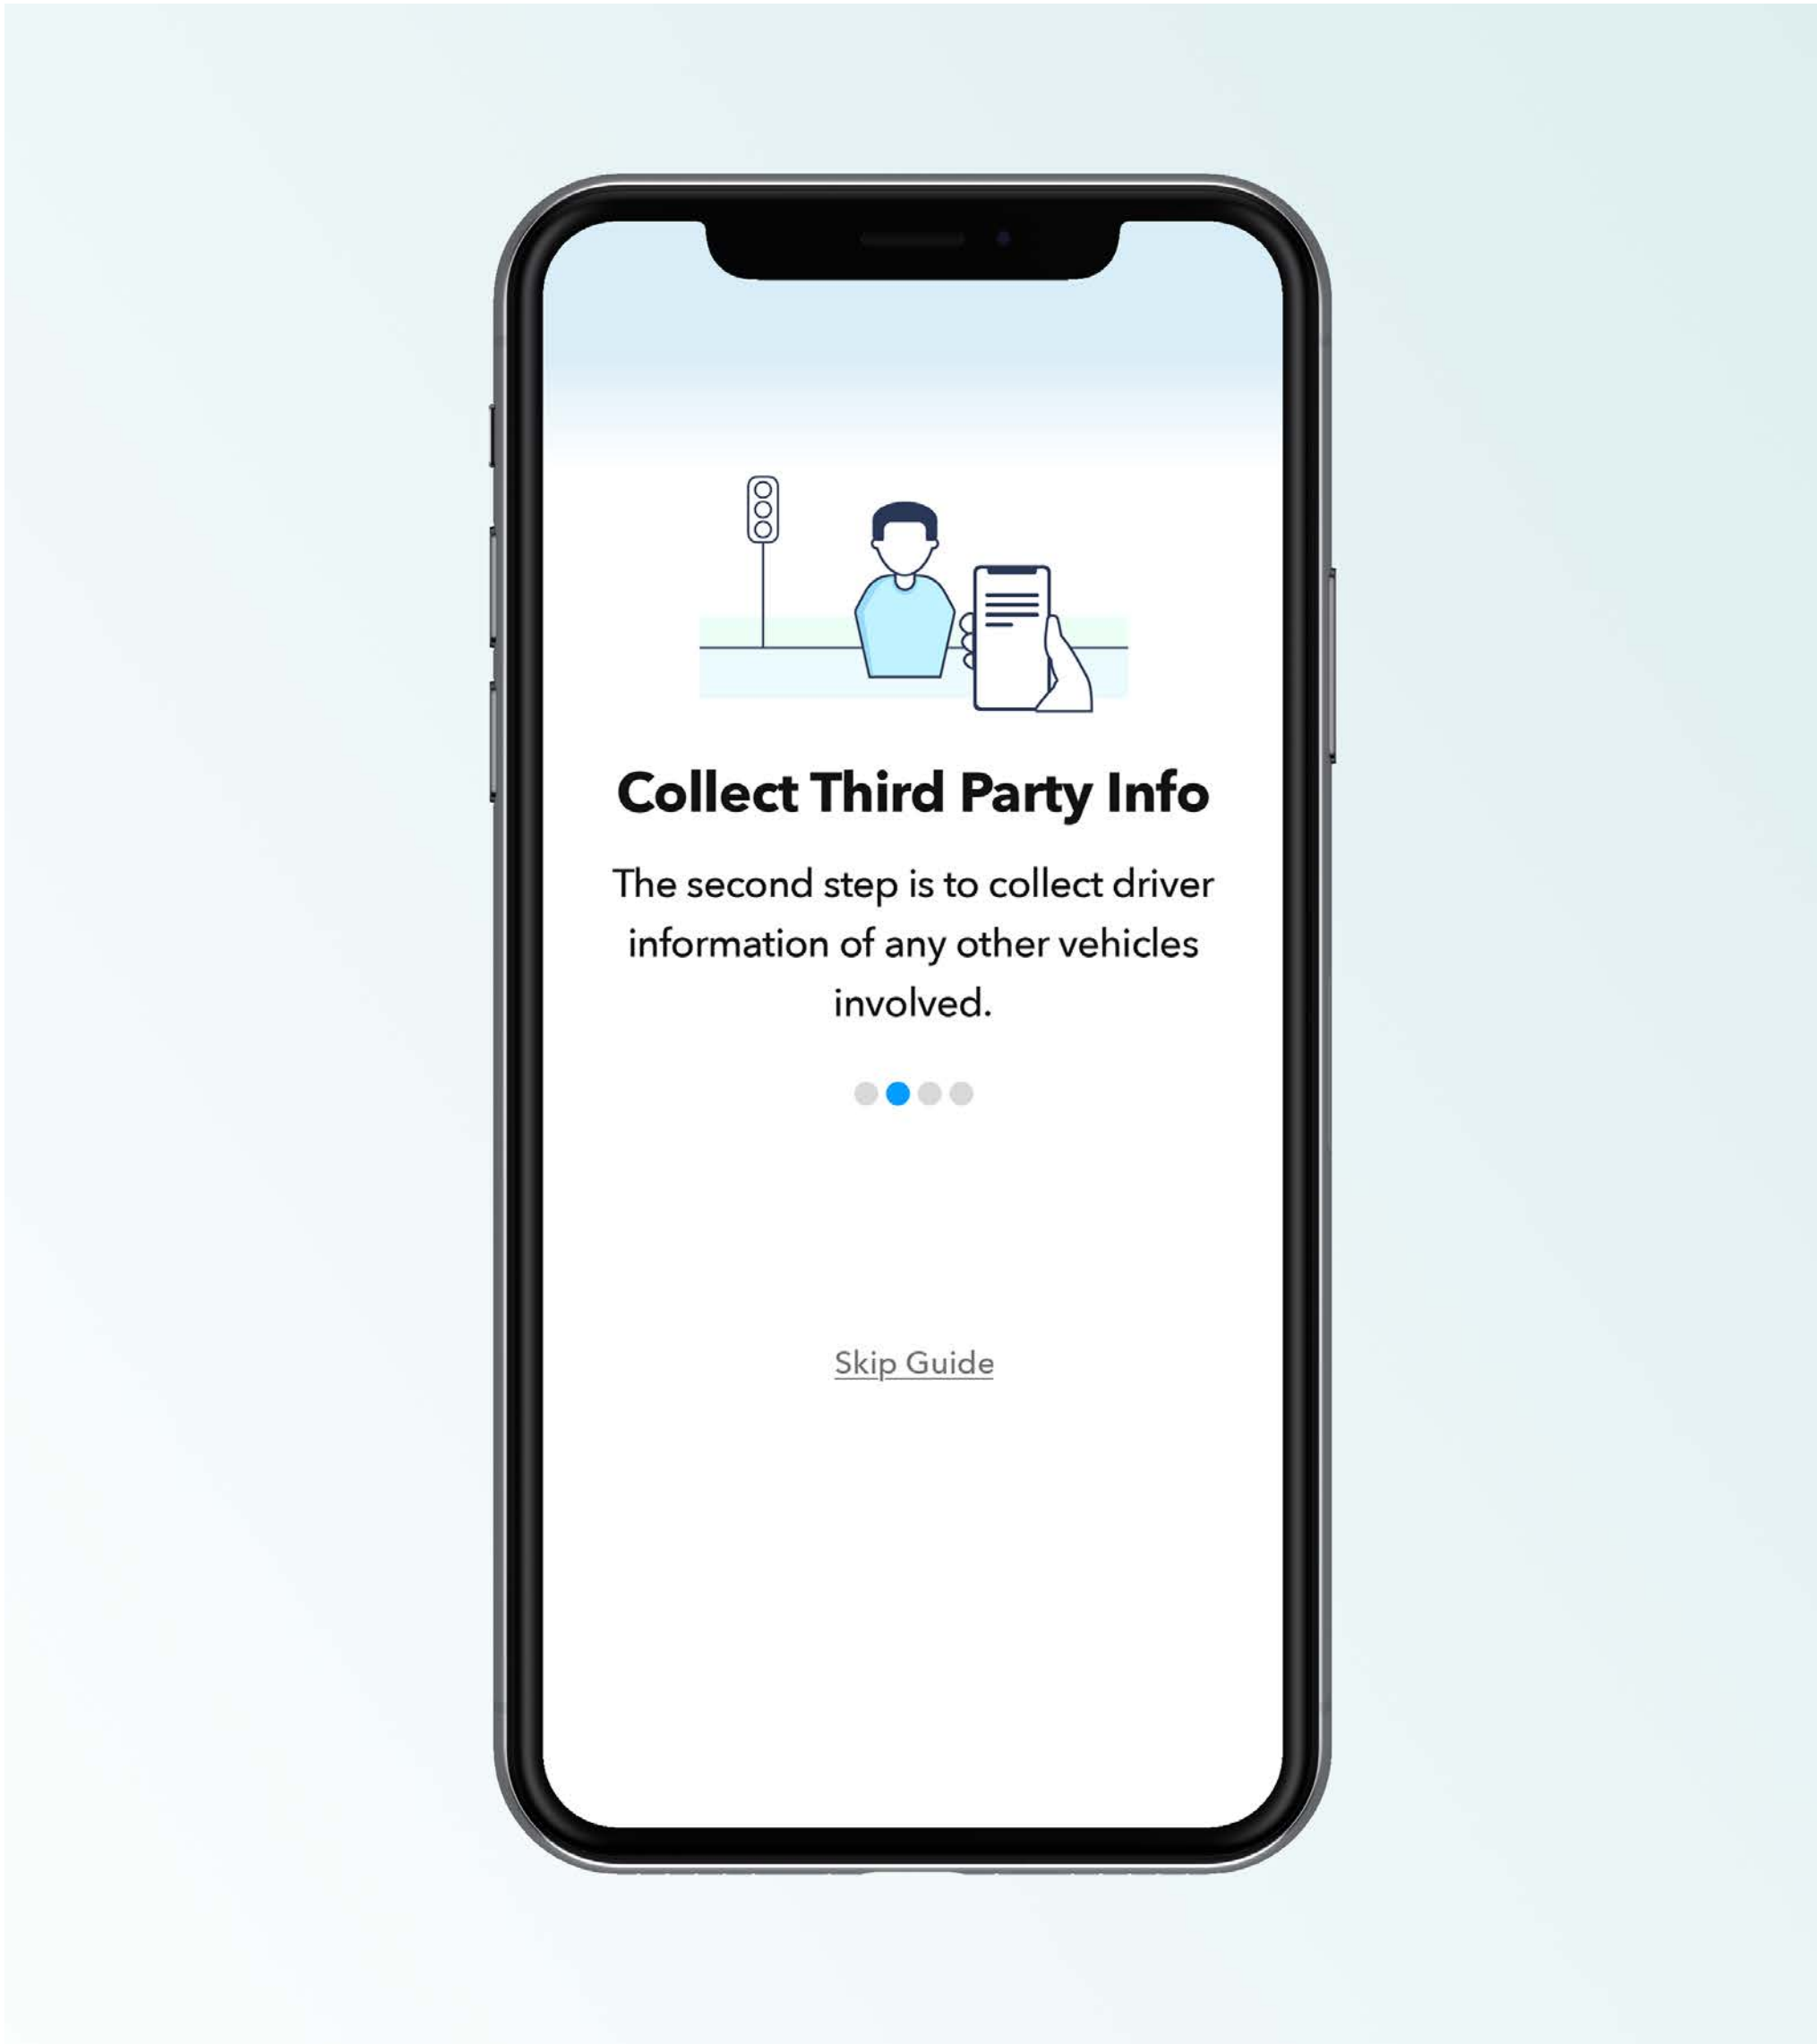 Collect Third Party Info
The second step is to collect driver
information of any other vehicles
involved.
Skip Guide